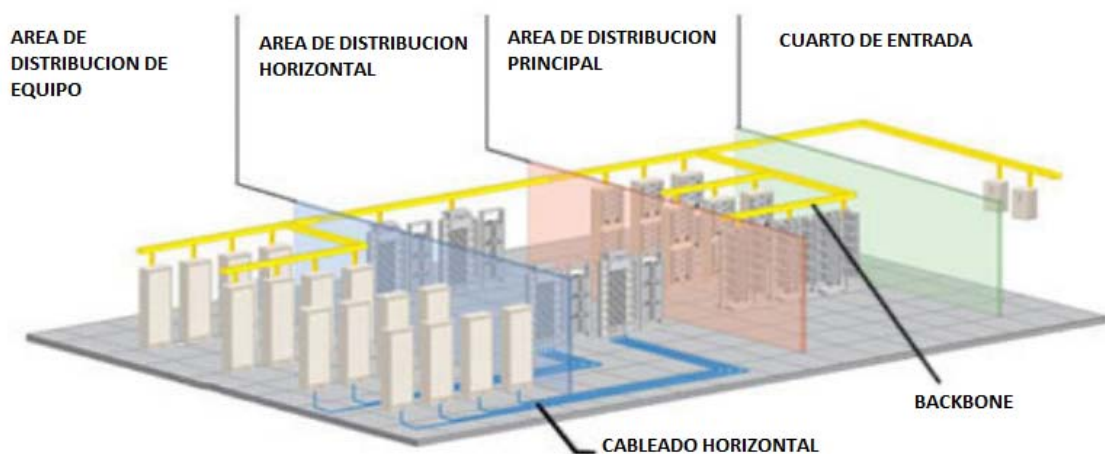 AREA DE
DISTRIBUCION DE
EQUIPO
AREA DE DISTRIBUCION
HORIZONTAL
AREA DE DISTRIBUCION
PRINCIPAL
CUARTO DE ENTRADA
BACKBONE
CABLEADO HORIZONTAL